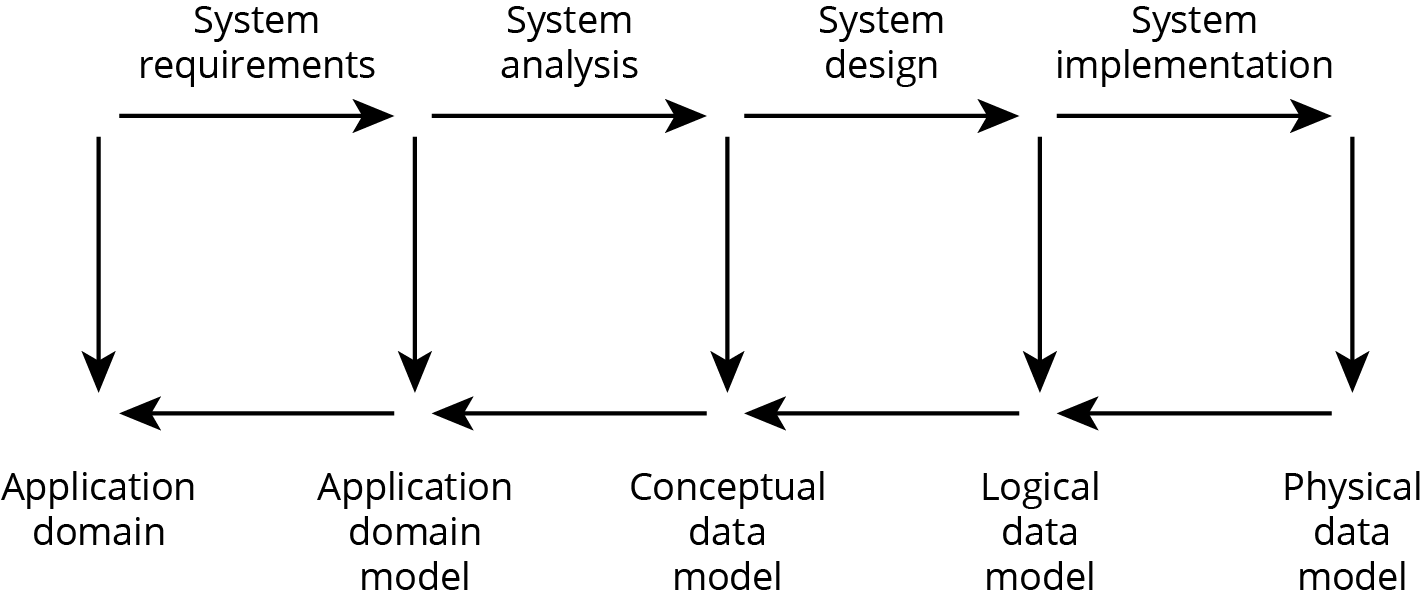 System
requirements
System
analysis
System
design
System
implementation
Application
domain
Application
domain
model
Conceptual
data
model
Logical
data
model
Physical
data
model